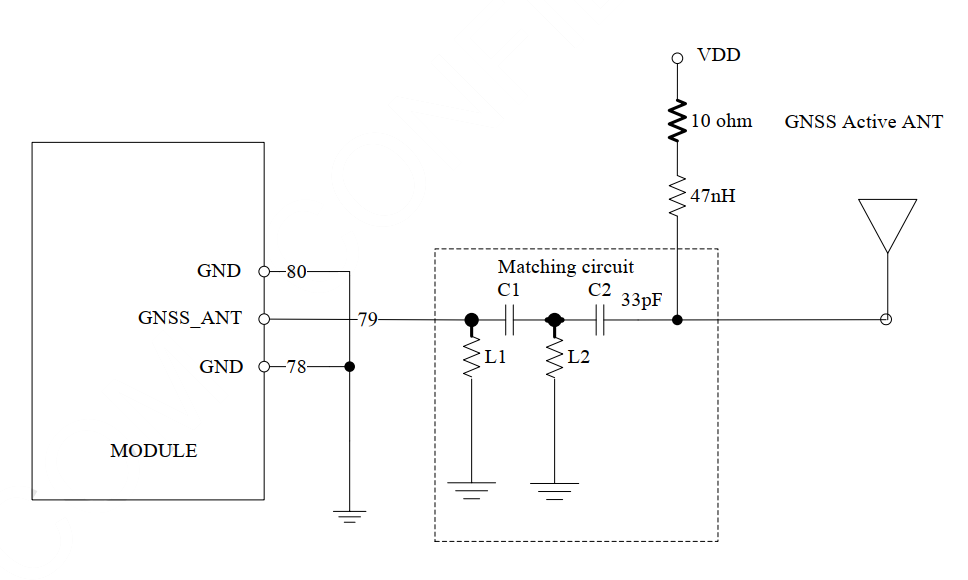 VDD
10 ohm
GNSS Active ANT
47nH
Matching circuit
C1
C2
33pF
GND
80
GNSS_ANT
79
GND
78
L1
L2
MODULE